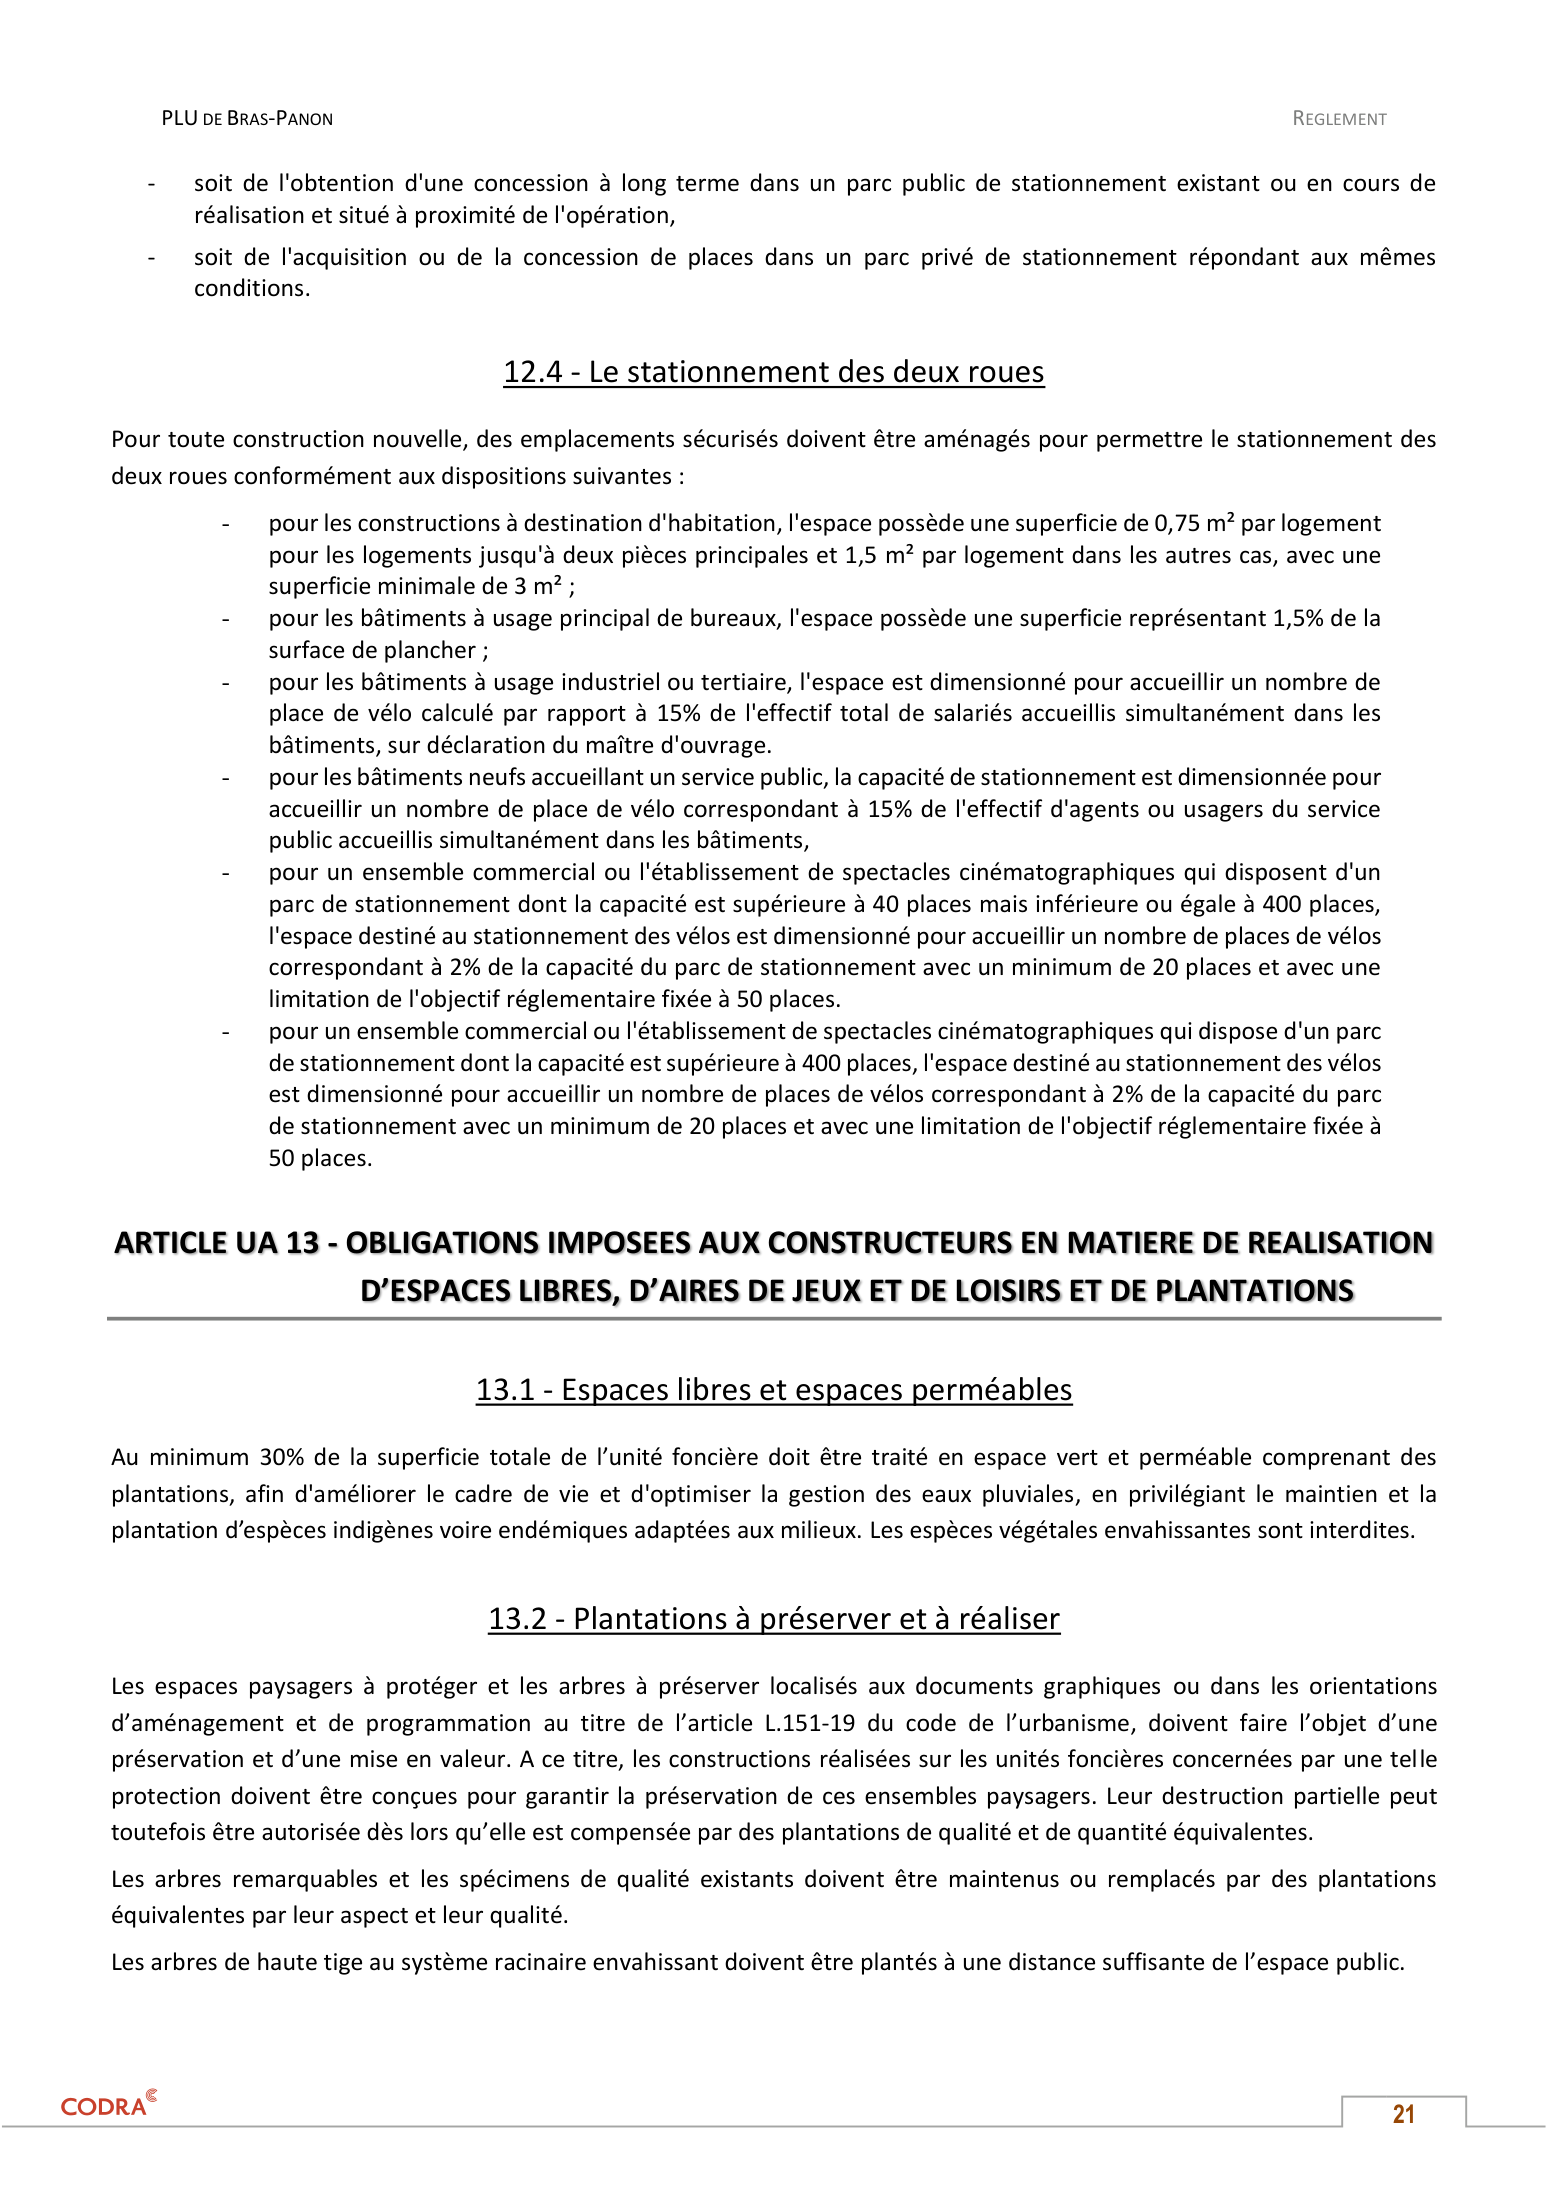 PLU DE BRAS-PANON
REGLEMENT
- soit de l'obtention d'une concession à long terme dans un parc public de stationnement existant ou en cours de
réalisation et situé à proximité de l'opération,
- soit de l'acquisition ou de la concession de places dans un parc privé de stationnement répondant aux mêmes
conditions.
12.4 - Le stationnement des deux roues
Pour toute construction nouvelle, des emplacements sécurisés doivent être aménagés pour permettre le stationnement des
deux roues conformément aux dispositions suivantes :
- pour les constructions à destination d'habitation, l'espace possède une superficie de 0,75 m² par logement
pour les logements jusqu'à deux pièces principales et 1,5 m² par logement dans les autres cas, avec une
superficie minimale de 3 m² ;
- pour les bâtiments à usage principal de bureaux, l'espace possède une superficie représentant 1,5% de la
surface de plancher ;
- pour les bâtiments à usage industriel ou tertiaire, l'espace est dimensionné pour accueillir un nombre de
place de vélo calculé par rapport à 15% de l'effectif total de salariés accueillis simultanément dans les
bâtiments, sur déclaration du maître d'ouvrage.
- pour les bâtiments neufs accueillant un service public, la capacité de stationnement est dimensionnée pour
accueillir un nombre de place de vélo correspondant à 15% de l'effectif d'agents ou usagers du service
public accueillis simultanément dans les bâtiments,
- pour un ensemble commercial ou l'établissement de spectacles cinématographiques qui disposent d'un
parc de stationnement dont la capacité est supérieure à 40 places mais inférieure ou égale à 400 places,
l'espace destiné au stationnement des vélos est dimensionné pour accueillir un nombre de places de vélos
correspondant à 2% de la capacité du parc de stationnement avec un minimum de 20 places et avec une
limitation de l'objectif réglementaire fixée à 50 places.
- pour un ensemble commercial ou l'établissement de spectacles cinématographiques qui dispose d'un parc
de stationnement dont la capacité est supérieure à 400 places, l'espace destiné au stationnement des vélos
est dimensionné pour accueillir un nombre de places de vélos correspondant à 2% de la capacité du parc
de stationnement avec un minimum de 20 places et avec une limitation de l'objectif réglementaire fixée à
50 places.
ARTICLE UA 13 - OBLIGATIONS IMPOSEES AUX CONSTRUCTEURS EN MATIERE DE REALISATION
D’ESPACES LIBRES, D’AIRES DE JEUX ET DE LOISIRS ET DE PLANTATIONS
13.1 - Espaces libres et espaces perméables
Au minimum 30% de la superficie totale de l’unité foncière doit être traité en espace vert et perméable comprenant des
plantations, afin d'améliorer le cadre de vie et d'optimiser la gestion des eaux pluviales, en privilégiant le maintien et la
plantation d’espèces indigènes voire endémiques adaptées aux milieux. Les espèces végétales envahissantes sont interdites.
13.2 - Plantations à préserver et à réaliser
Les espaces paysagers à protéger et les arbres à préserver localisés aux documents graphiques ou dans les orientations
d’aménagement et de programmation au titre de l’article L.151-19 du code de l’urbanisme, doivent faire l’objet d’une
préservation et d’une mise en valeur. A ce titre, les constructions réalisées sur les unités foncières concernées par une telle
protection doivent être conçues pour garantir la préservation de ces ensembles paysagers. Leur destruction partielle peut
toutefois être autorisée dès lors qu’elle est compensée par des plantations de qualité et de quantité équivalentes.
Les arbres remarquables et les spécimens de qualité existants doivent être maintenus ou remplacés par des plantations
équivalentes par leur aspect et leur qualité.
Les arbres de haute tige au système racinaire envahissant doivent être plantés à une distance suffisante de l’espace public.
CODRA
21